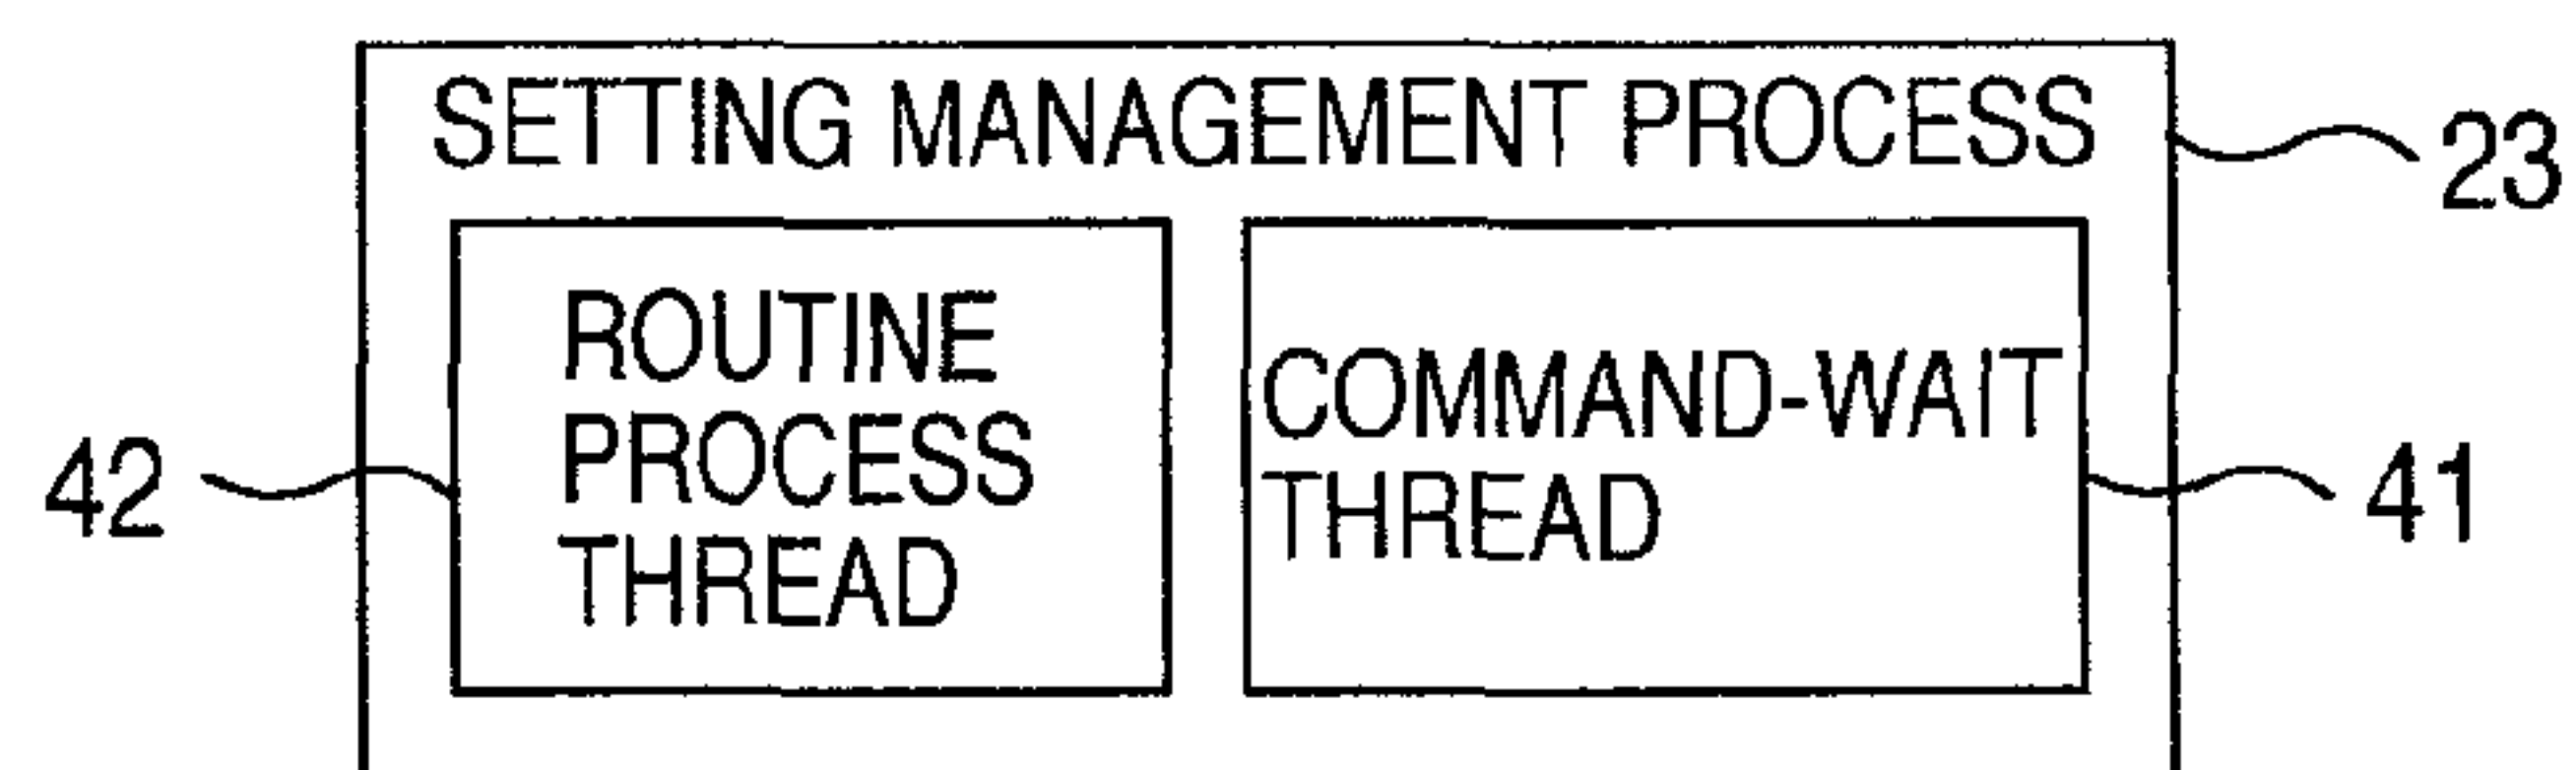 SETTING MANAGEMENT PROCESS
23
ROUTINE
PROCESS
THREAD
42
COMMAND-WAIT
THREAD
41